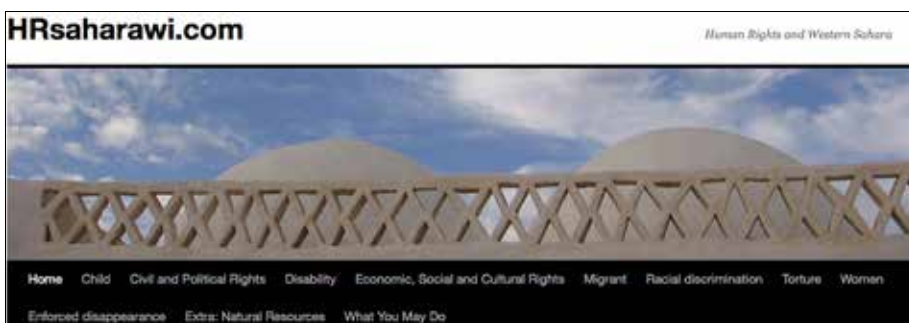 HRsaharawi.com
Human Rights and Western Sahara
Home Child Civil and Political Rights Disability Economic, Social and Cultural Rights Migrant Racial discrimination Torture Women
Enforced disappearance Extra: Natural Resources What You May Do